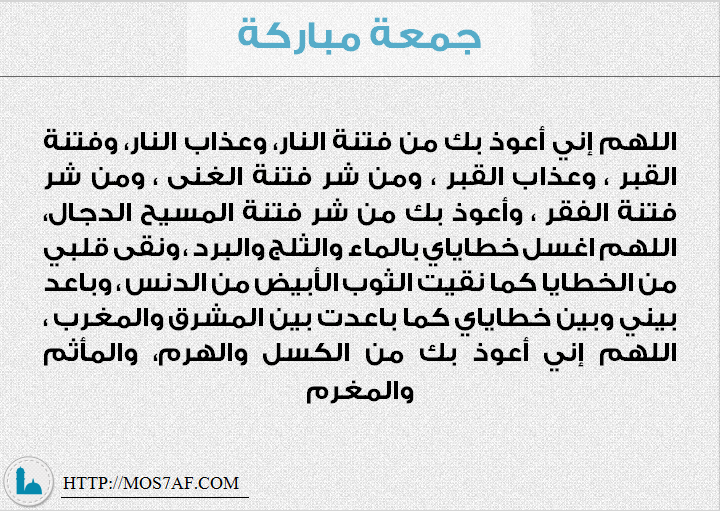 جمعة مباركة
اللهم إني أعوذ بك من فتنة النار، وعذاب النار، وفتنة
القبر ، وعذاب القبر ، ومن شر فتنة الغنى ، ومن شر
فتنة الفقر ، وأعوذ بك من شر فتنة المسيح الدجال،
اللهم اغسل خطاياي بالماء والثلج والبرد ، ونقى قلبي
من الخطايا كما نقيت الثوب الأبيض من الدنس ، وباعد
بيني وبين خطاياي كما باعدت بين المشرق والمغرب ،
اللهم إني أعوذ بك من الكسل والهرم، والمأثم
والمغرم
HTTP://MOS7AF.COM